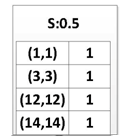 S:0.5
(1,1) 1
(3,3) 1
(12,12) 1
(14,14) 1